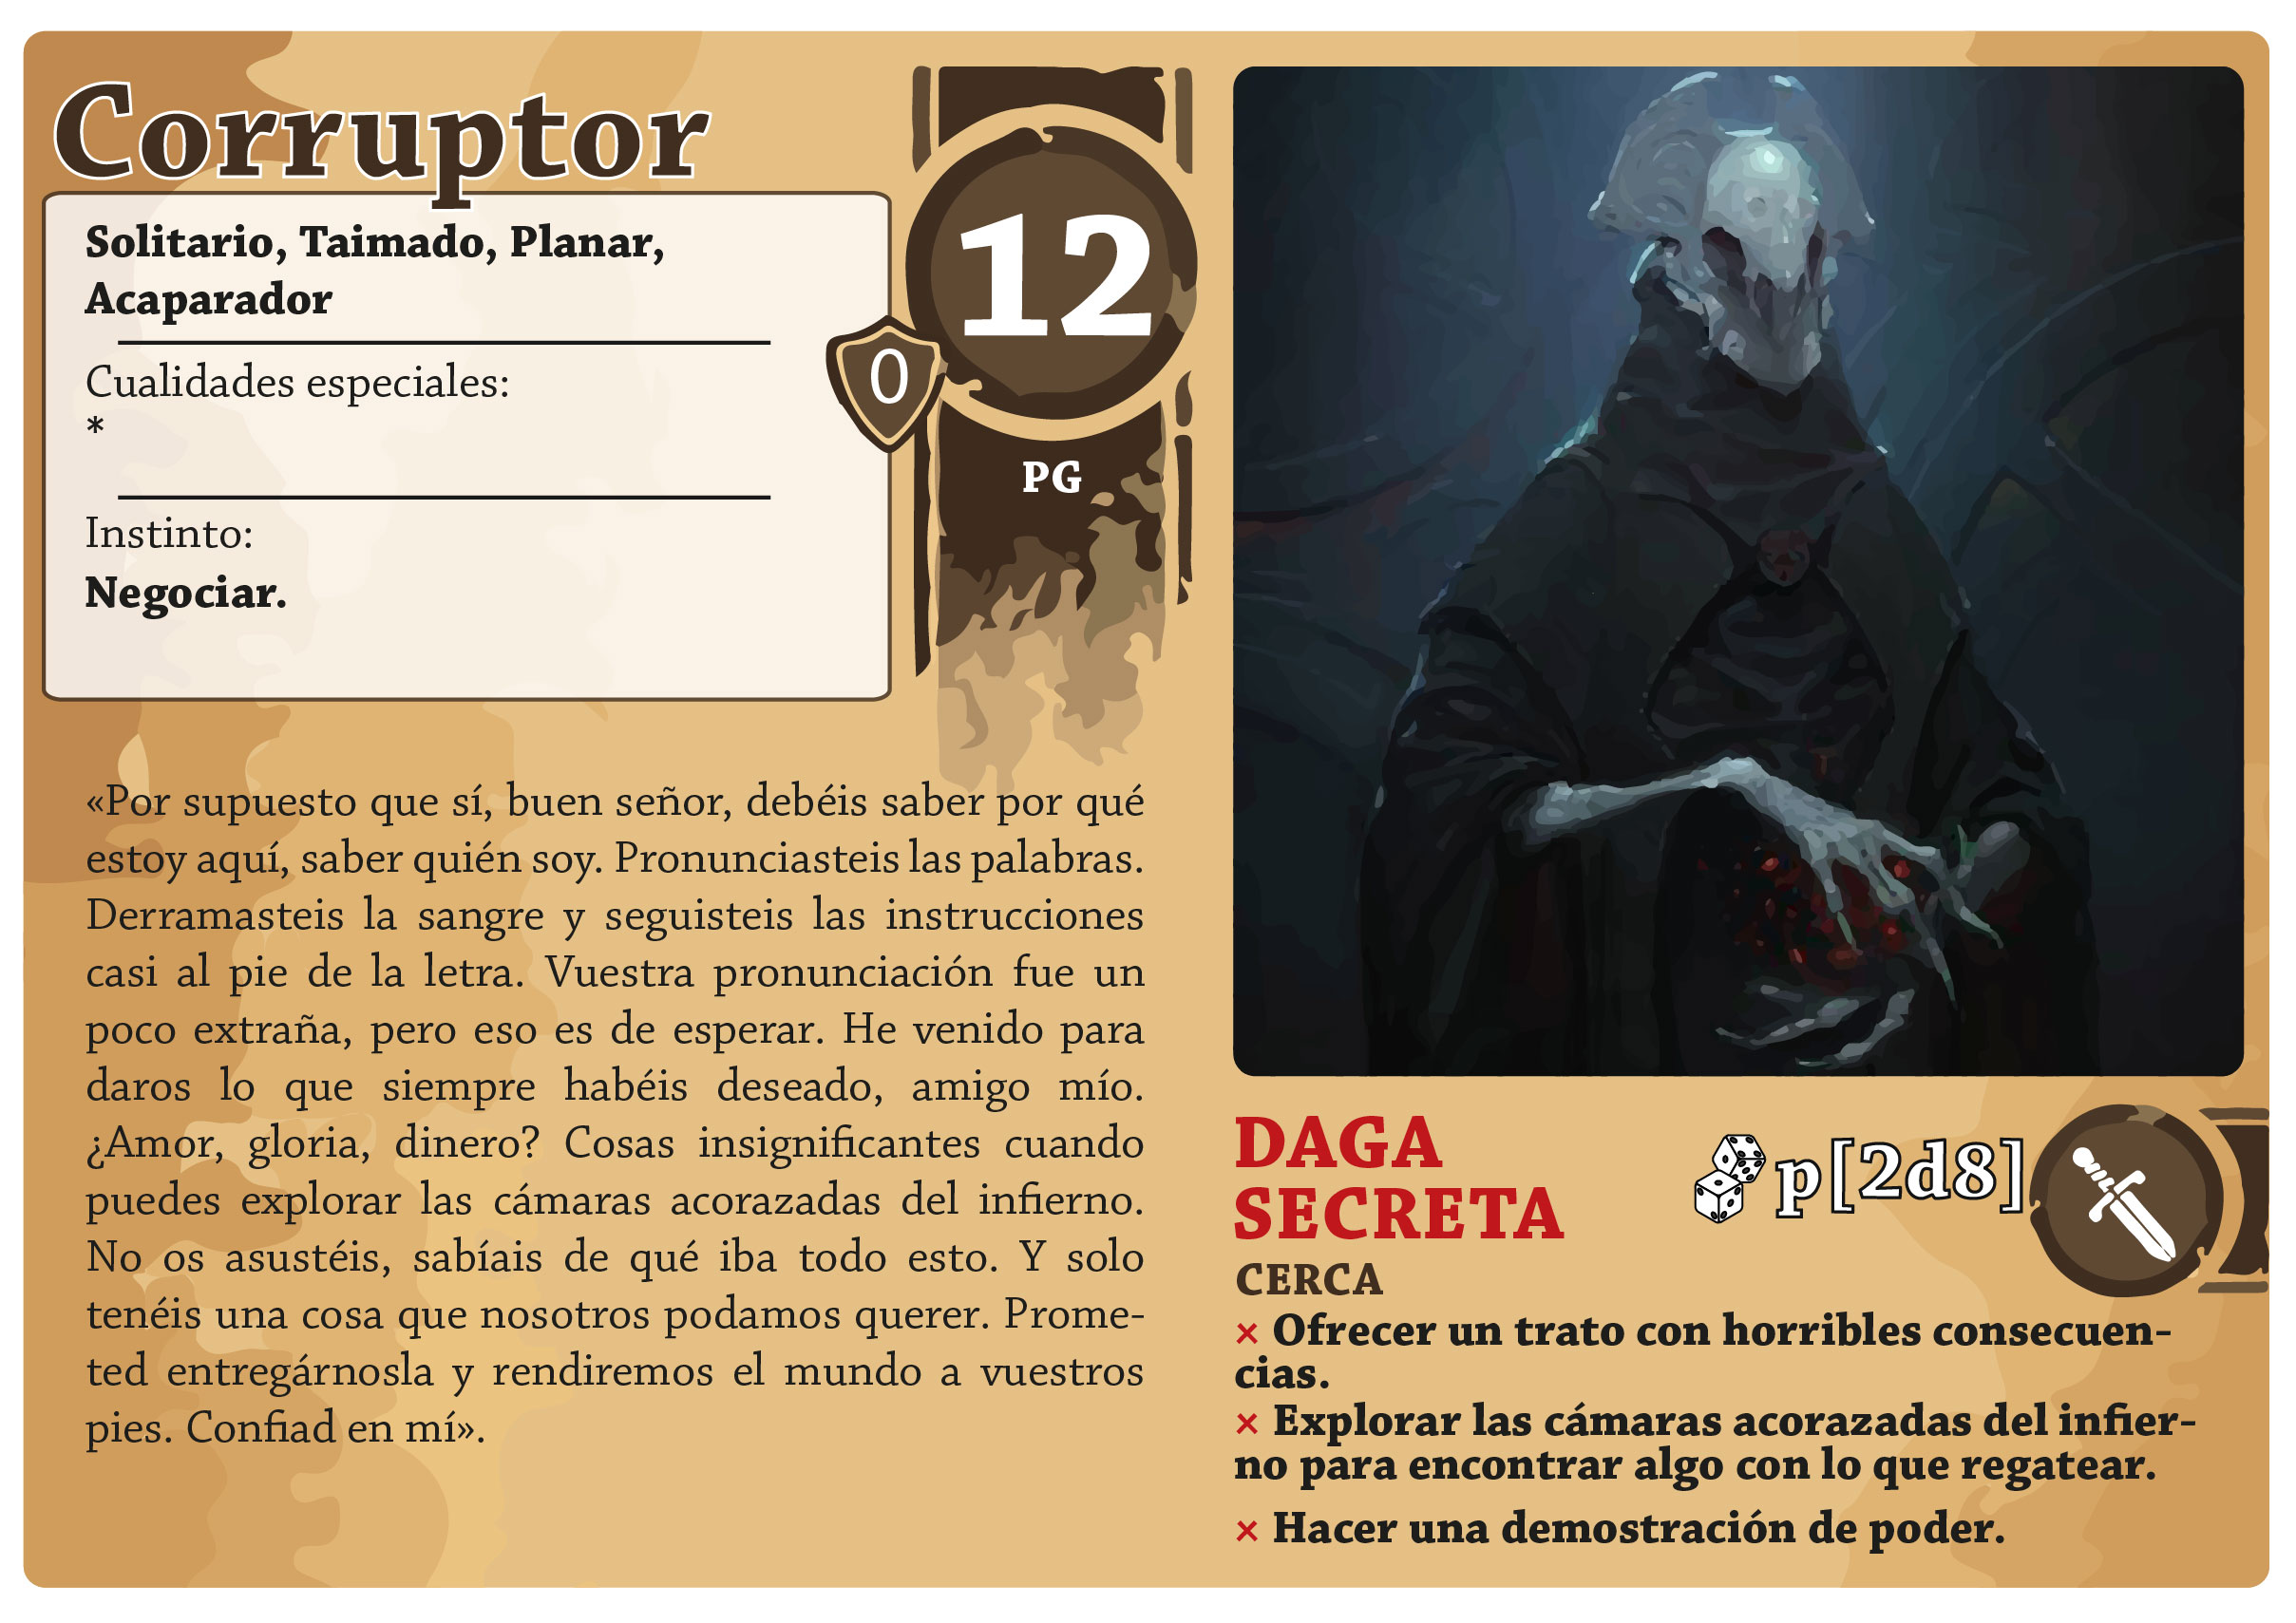 Corruptor
Solitario, Taimado, Planar,
Acaparador
Cualidades especiales:
*
Instinto:
Negociar.
0
12
PG
«Por supuesto que sí, buen señor, debéis saber por qué
estoy aquí, saber quién soy. Pronunciasteis las palabras.
Derramasteis la sangre y seguisteis las instrucciones
casi al pie de la letra. Vuestra pronunciación fue un
poco extraña, pero eso es de esperar. He venido para
daros lo que siempre habéis deseado, amigo mío.
¿Amor, gloria, dinero? Cosas insignificantes cuando
puedes explorar las cámaras acorazadas del infierno.
No os asustéis, sabíais de qué iba todo esto. Y solo
tenéis una cosa que nosotros podamos querer. Prome-
ted entregárnosla y rendiremos el mundo a vuestros
pies. Confiad en mí».
DAGA
SECRETA
p[2d8]
CERCA
× Ofrecer un trato con horribles consecuen-
cias.
× Explorar las cámaras acorazadas del infier-
no para encontrar algo con lo que regatear.
× Hacer una demostración de poder.